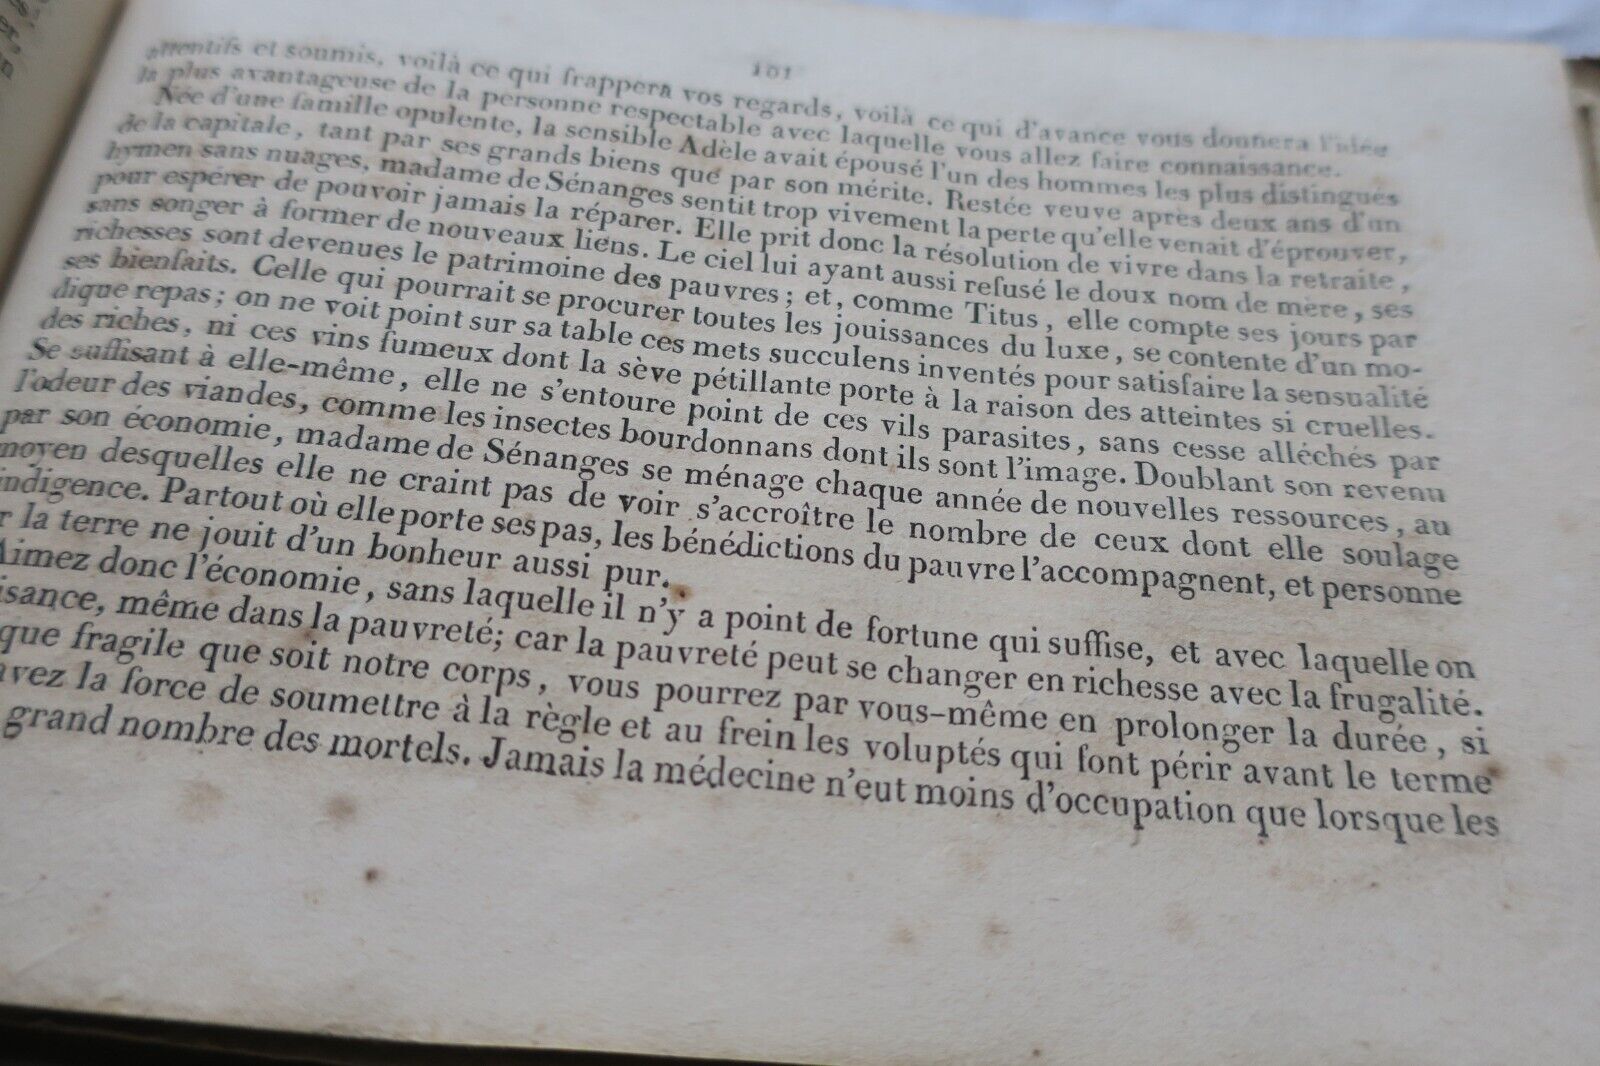 101
attentifs et soumis, voilà ce qui frappera vos regards, voilà ce qui d'avance vous donnera l'idée
la plus avantageuse de la personne respectable avec laquelle vous allez faire connaissance.
Née d'une famille opulente, la sensible Adèle avait épousé l'un des hommes les plus distingués
de la capitale, tant par ses grands biens que par son mérite. Restée veuve après deux ans d'un
hymen sans nuages, madame de Sénanges sentit trop vivement la perte qu'elle venait d'éprouver,
pour espérer de pouvoir jamais la réparer. Elle prit donc la résolution de vivre dans la retraite,
sans songer à former de nouveaux liens. Le ciel lui ayant aussi refusé le doux nom de mère, ses
richesses sont devenues le patrimoine des pauvres; et, comme Titus, elle compte ses jours par
ses bienfaits. Celle qui pourrait se procurer toutes les jouissances du luxe, se contente d'un mo-
dique repas; on ne voit point sur sa table ces mets succulens inventés pour satisfaire la sensualité
des riches, ni ces vins fumeux dont la sève pétillante porte à la raison des atteintes si cruelles.
Se suffisant à elle-même, elle ne s'entoure point de ces vils parasites, sans cesse alléchés par
l'odeur des viandes, comme les insectes bourdonnans dont ils sont l'image. Doublant son revenu
par son économie, madame de Sénanges se ménage chaque année de nouvelles ressources, au
moyen desquelles elle ne craint pas de voir s'accroître le nombre de ceux dont elle soulage
indigence. Partout où elle porte ses pas, les bénédictions du pauvre l'accompagnent, et personne
r la terre ne jouit d'un bonheur aussi pur.
Aimez donc l'économie, sans laquelle il n'y a point de fortune qui suffise, et avec laquelle on
isance, même dans la pauvreté; car la pauvreté peut se changer en richesse avec la frugalité.
que fragile que soit notre corps, vous pourrez par vous-même en prolonger la durée, si
avez la force de soumettre à la règle et au frein les voluptés qui font périr avant le terme
grand nombre des mortels. Jamais la médecine n'eut moins d'occupation que lorsque les